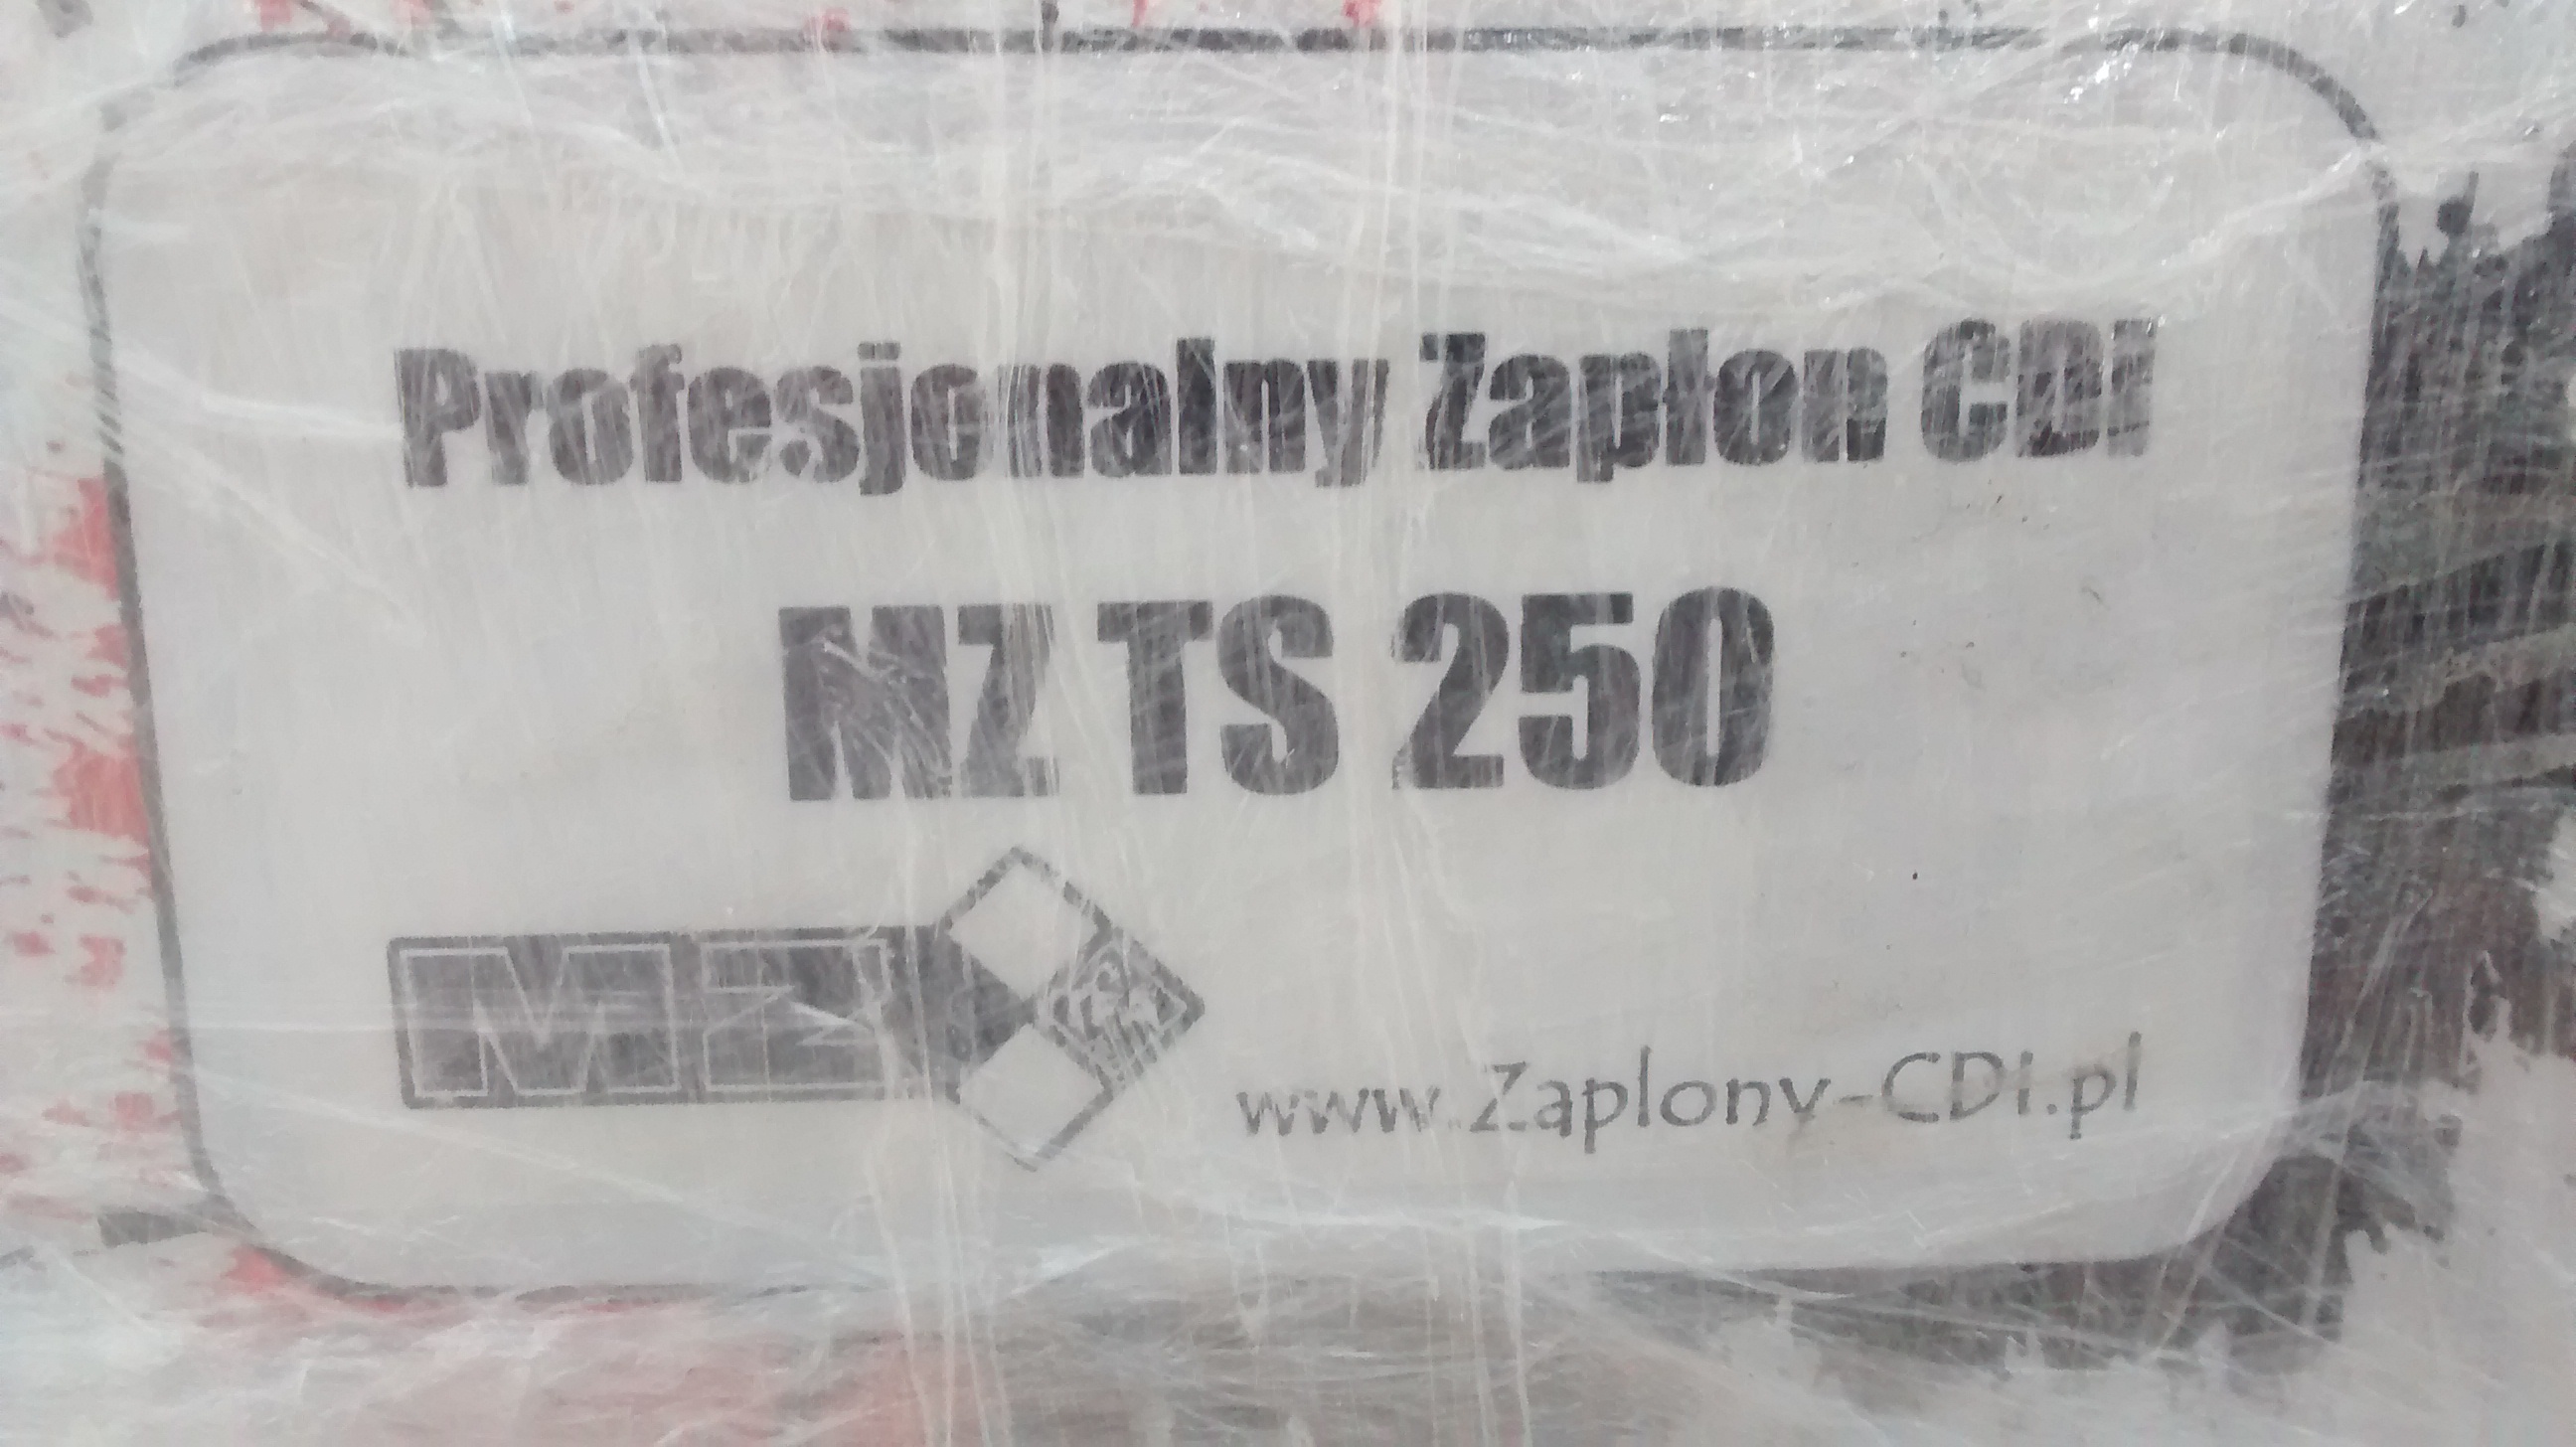 Profesjonalny Zapłon CDI
MZ TS 250
MZ
www.Zaplony-CDi.pl